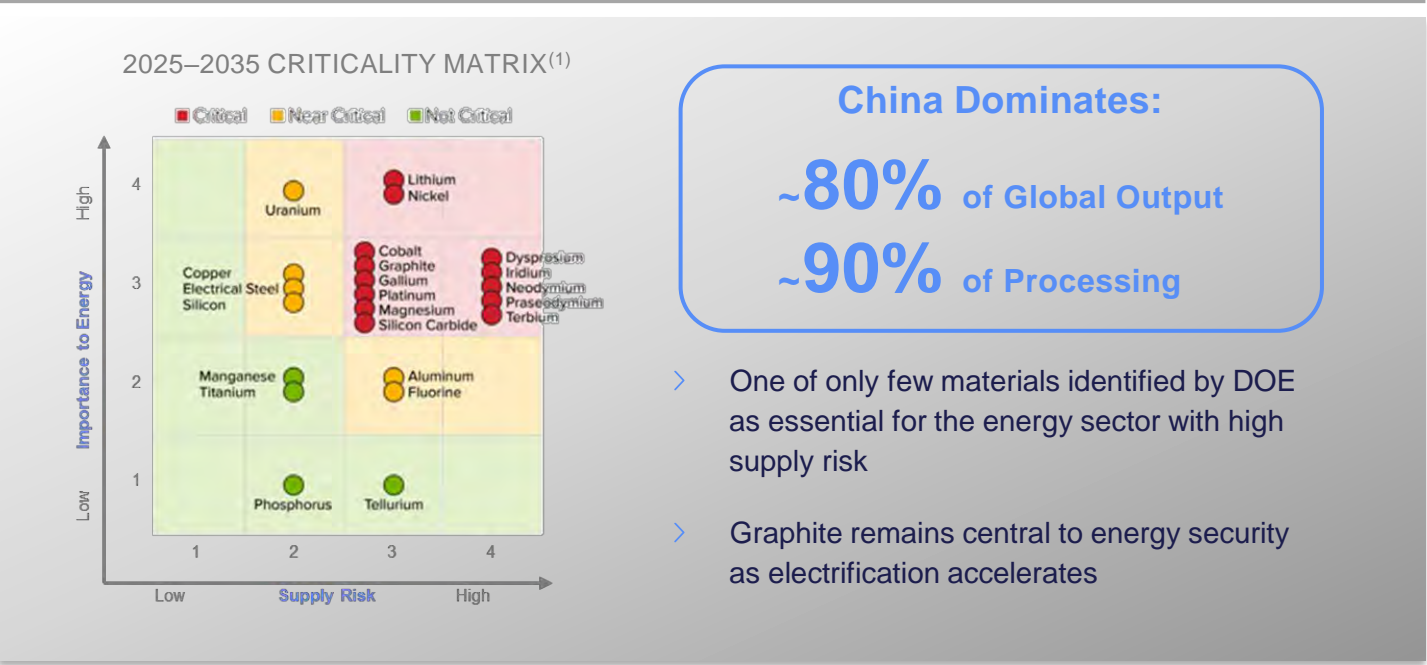 2025–2035 CRITICALITY MATRIX(1)
Critical Near Critical Not Critical
High
Importance to Energy
Low
4
3
2
1
Uranium
Lithium
Nickel
Copper
Electrical Steel
Silicon
Cobalt
Graphite
Gallium
Platinum
Magnesium
Silicon Carbide
Dysprosium
Iridium
Neodymium
Praseodymium
Terbium
Manganese
Titanium
Aluminum
Fluorine
Phosphorus
Tellurium
1 2 3 4
Low Supply Risk High
China Dominates:
~80% of Global Output
~90% of Processing
One of only few materials identified by DOE
as essential for the energy sector with high
supply risk
Graphite remains central to energy security
as electrification accelerates